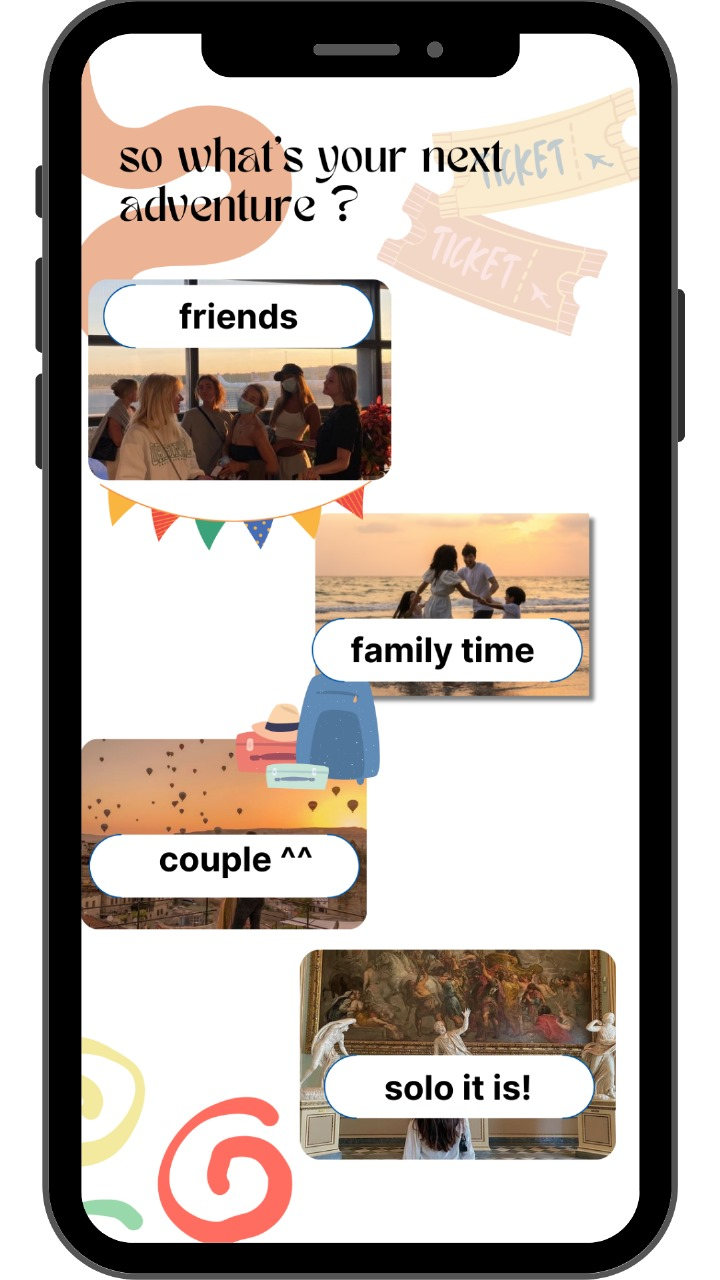 so what's your next
adventure ?
TICKET
TICKET
friends
family time
couple ^^
solo it is!